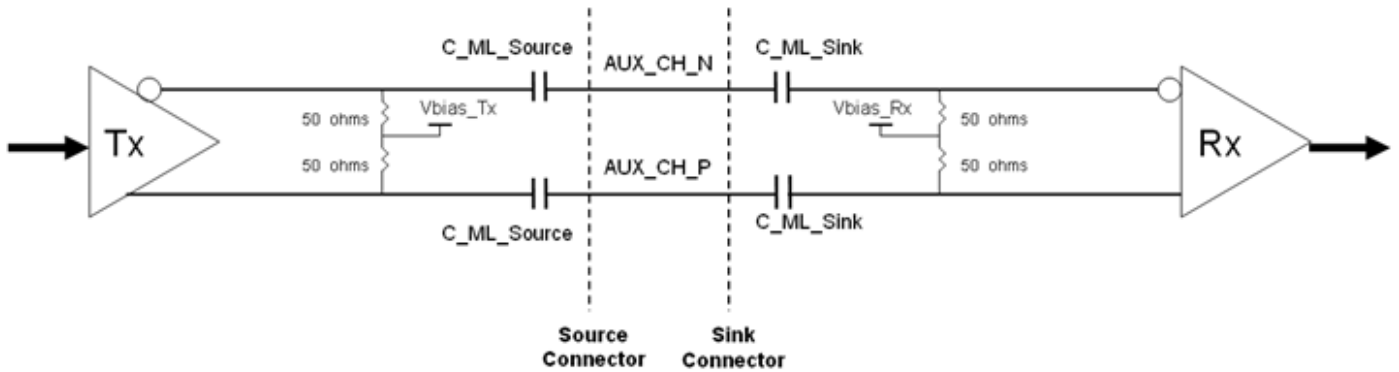 C_ML_Source
AUX_CH_N
C_ML_Sink
Tx
50 ohms
Vbias_Tx
50 ohms
Vbias_Rx
50 ohms
50 ohms
Rx
AUX_CH_P
C_ML_Source
C_ML_Sink
Source
Connector
Sink
Connector